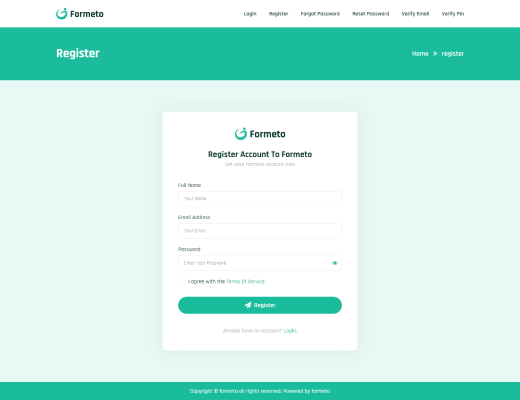 Formeto
Login Register Forgot Password Reset Password Verify Email Verify Pin
Register
Home » register
Formeto
Register Account To Formeto
Get your formeto account now
Full Name
Your Name
Email Address
Your Email
Password
Enter Your Password
I agree with the Terms Of Service.
Register
Already have an account? Login.
Copyright © formeto all rights reserved. Powered by formeto